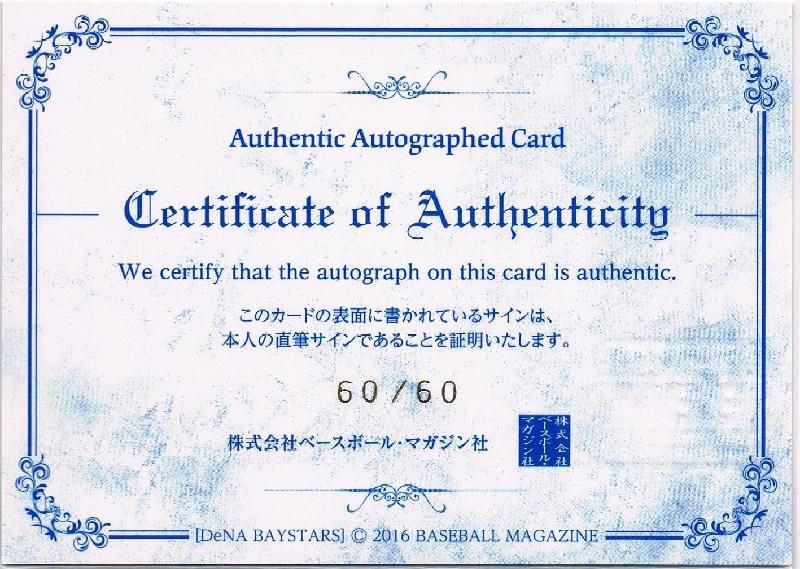 Authentic Autographed Card
Certificate of Authenticity
We certify that the autograph on this card is authentic.
このカードの表面に書かれているサインは、
本人の直筆サインであることを証明いたします。
60/60
株式会社ベースボール・マガジン社
株式会社
ベースボール・
マガジン社
[DeNA BAYSTARS] © 2016 BASEBALL MAGAZINE